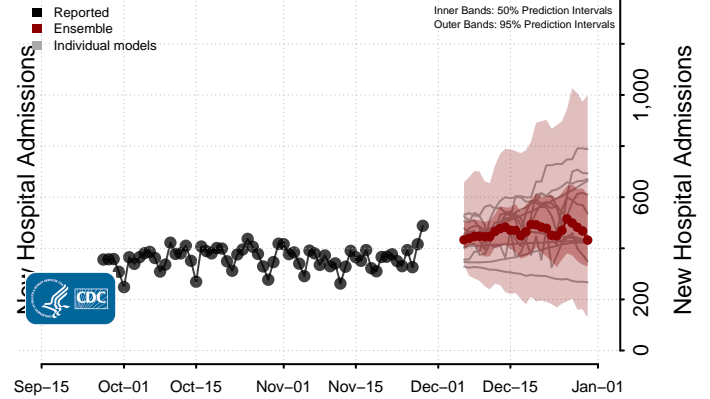 Reported
Ensemble
Individual models
Inner Bands: 50% Prediction Intervals
Outer Bands: 95% Prediction Intervals
New Hospital Admissions
New Hospital Admissions
1,000
600
400
200
0
CDC
Sep–15
Oct–01
Oct–15
Nov–01
Nov–15
Dec–01
Dec–15
Jan–01